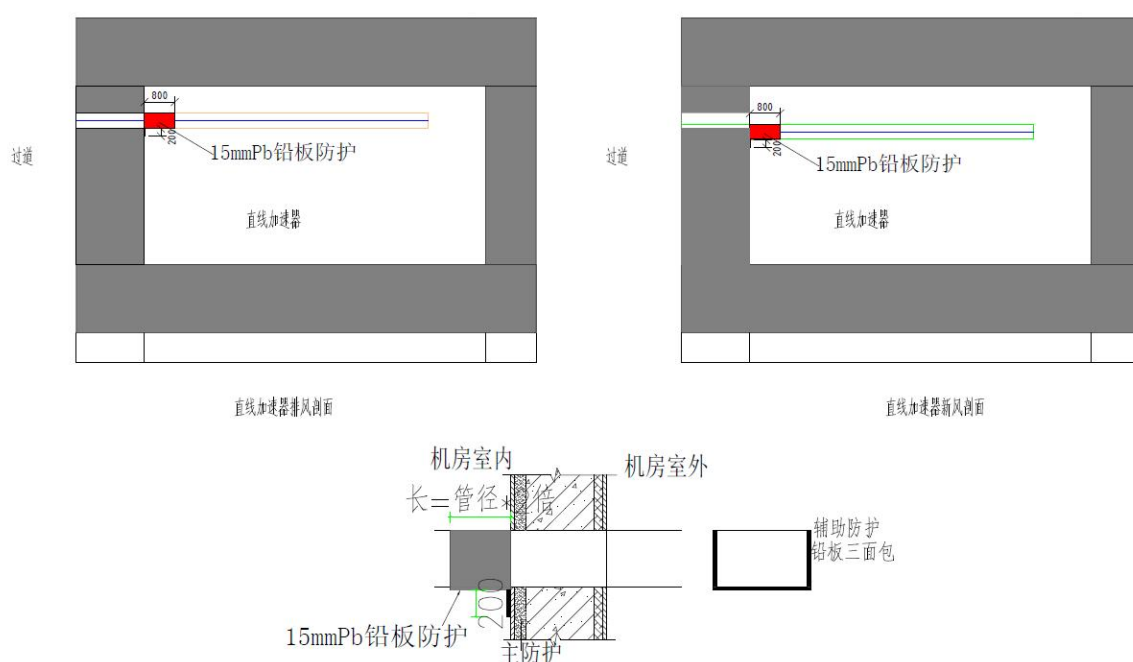 800
200
15mmPb铅板防护
过道
直线加速器
直线加速器排风剖面
800
200
15mmPb铅板防护
过道
直线加速器
直线加速器新风剖面
机房室内
机房室外
长=管径*倍
200
15mmPb铅板防护
主防护
辅助防护
铅板三面包